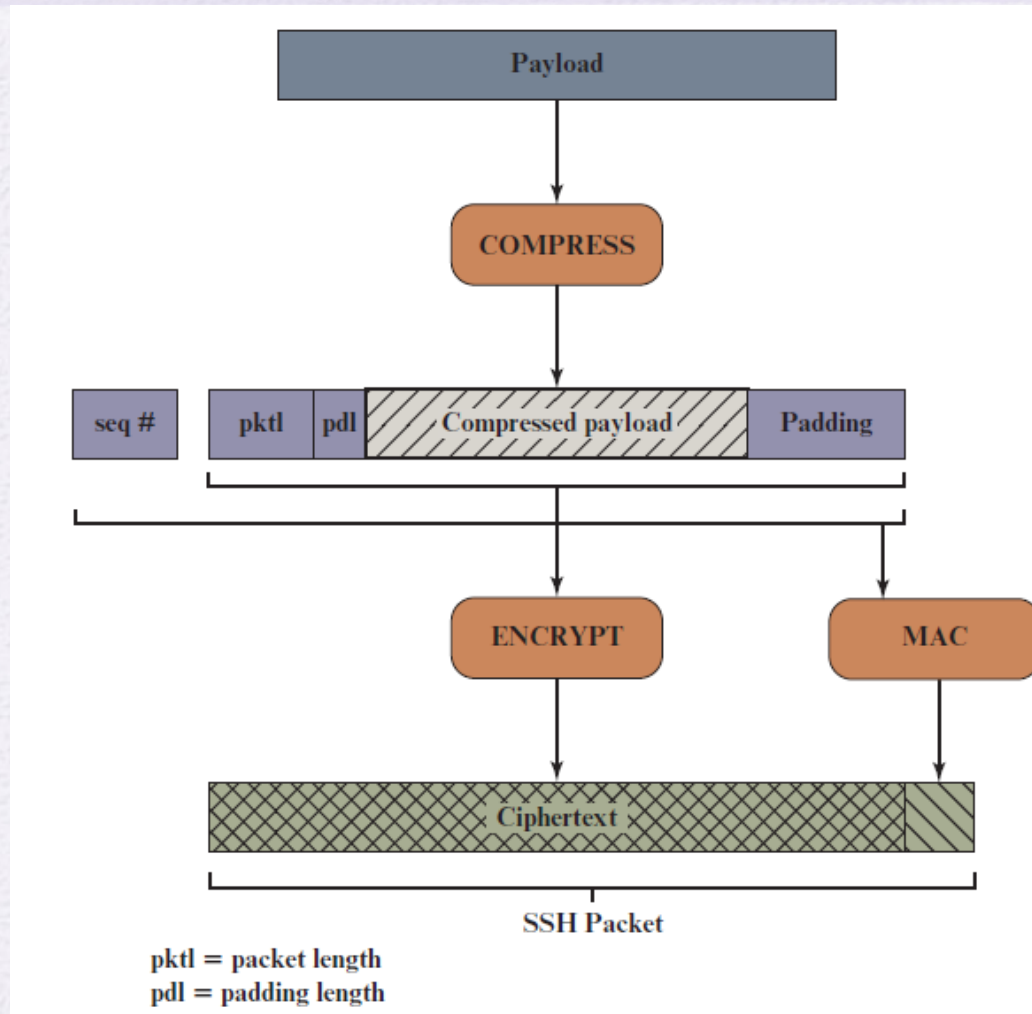 Payload
COMPRESS
seq # pktl pdl Compressed payload Padding
ENCRYPT MAC
Ciphertext
SSH Packet
pktl = packet length
pdl = padding length